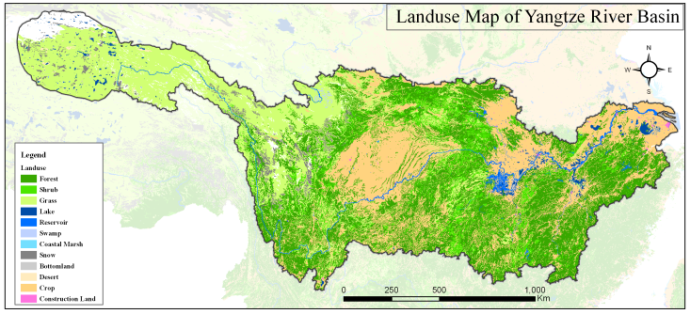 Landuse Map of Yangtze River Basin
N
W
E
S
Legend
Landuse
Forest
Shrub
Grass
Lake
Reservoir
Swamp
Coastal Marsh
Snow
Bottomland
Desert
Crop
Construction Land
0 250 500 1,000
Km